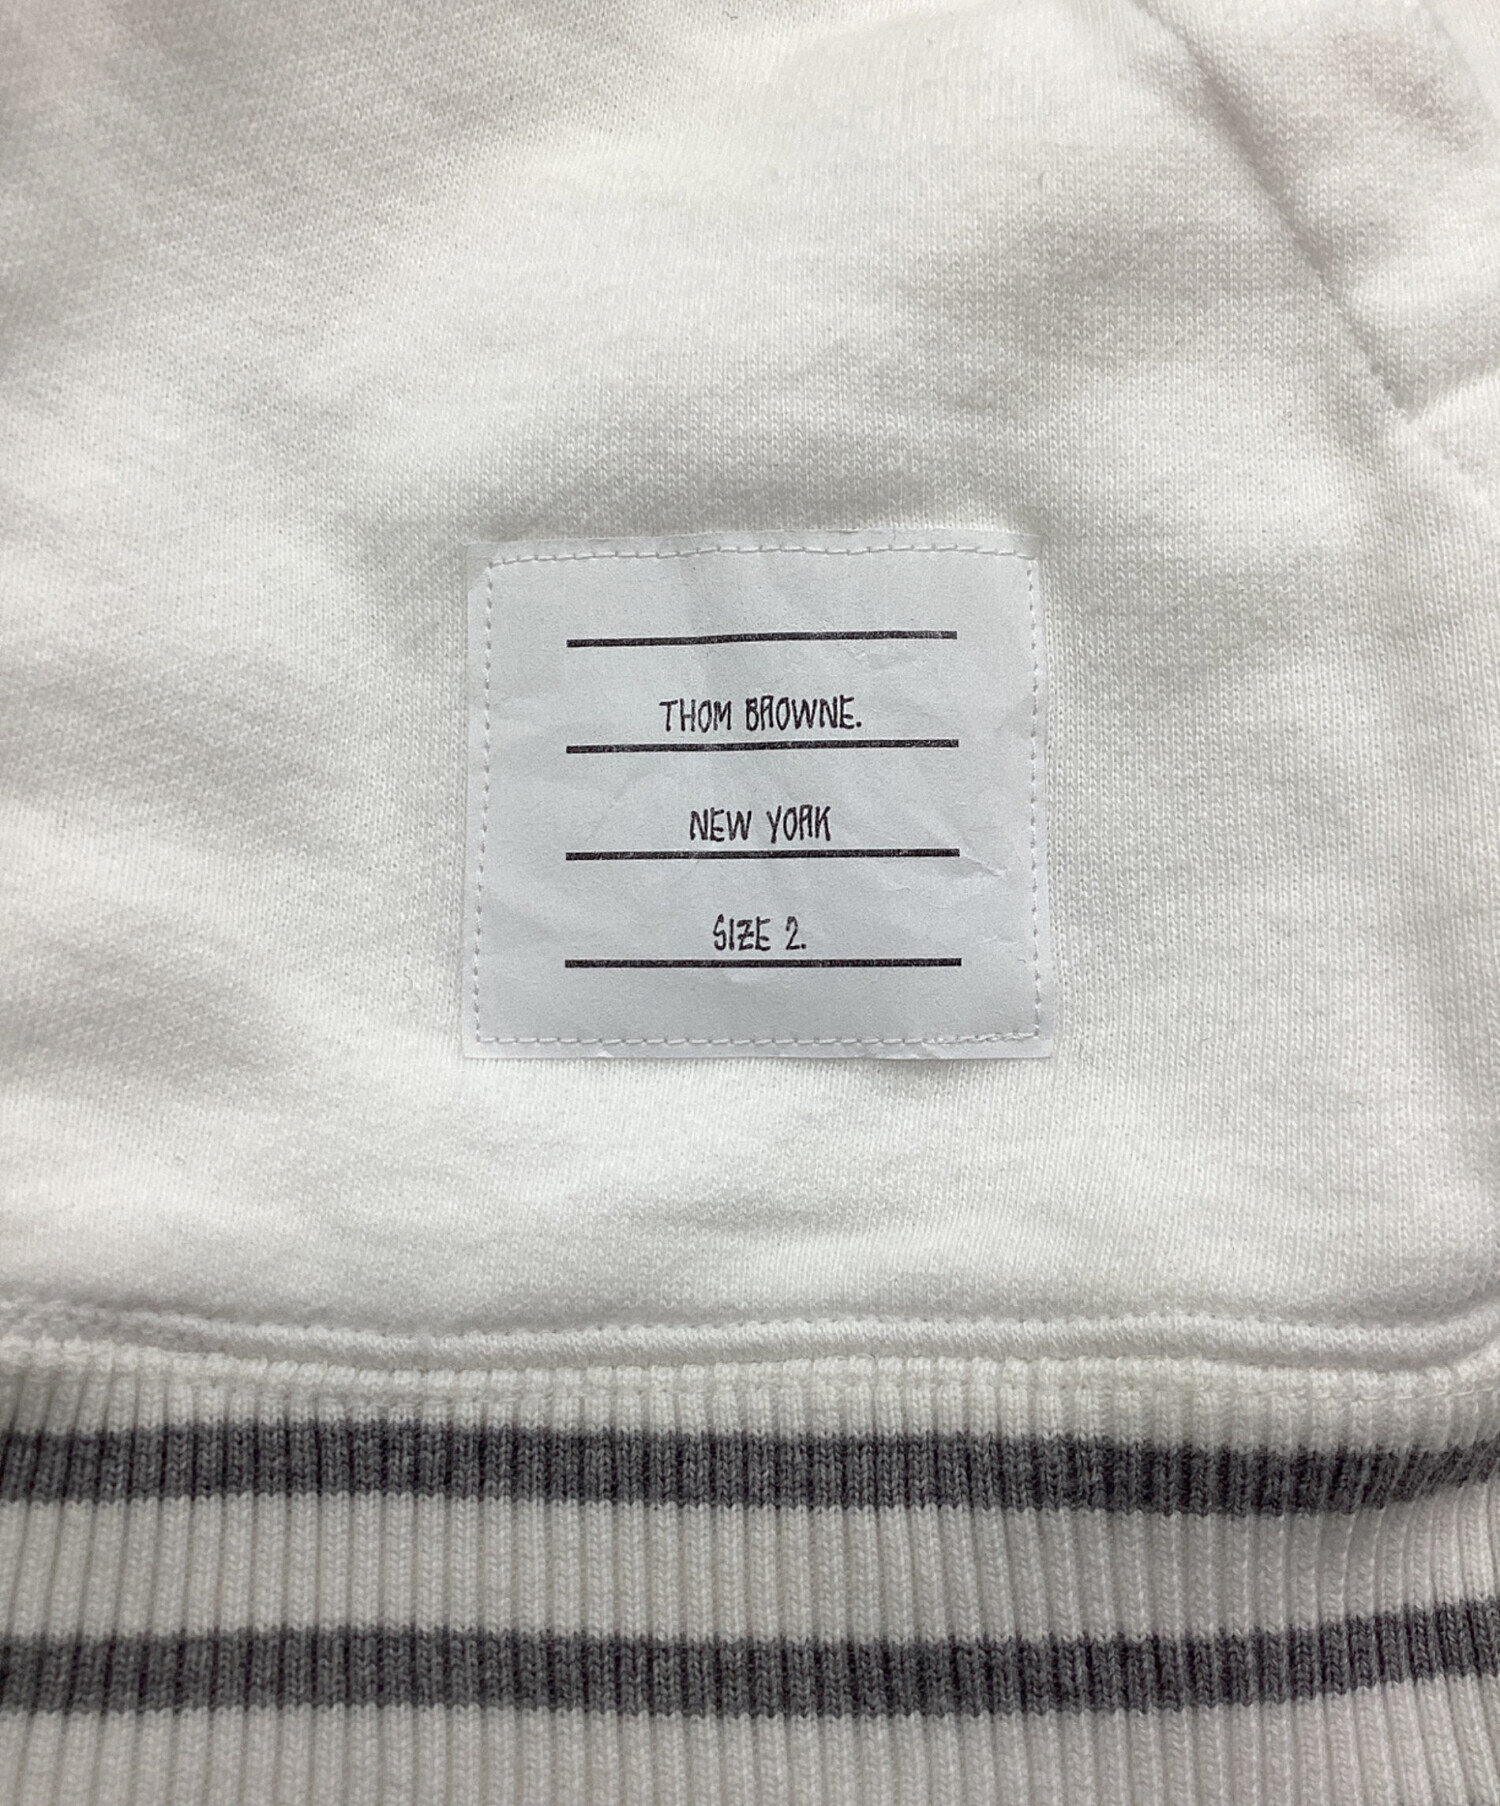 THOM BROWNE.
NEW YORK
SIZE 2.